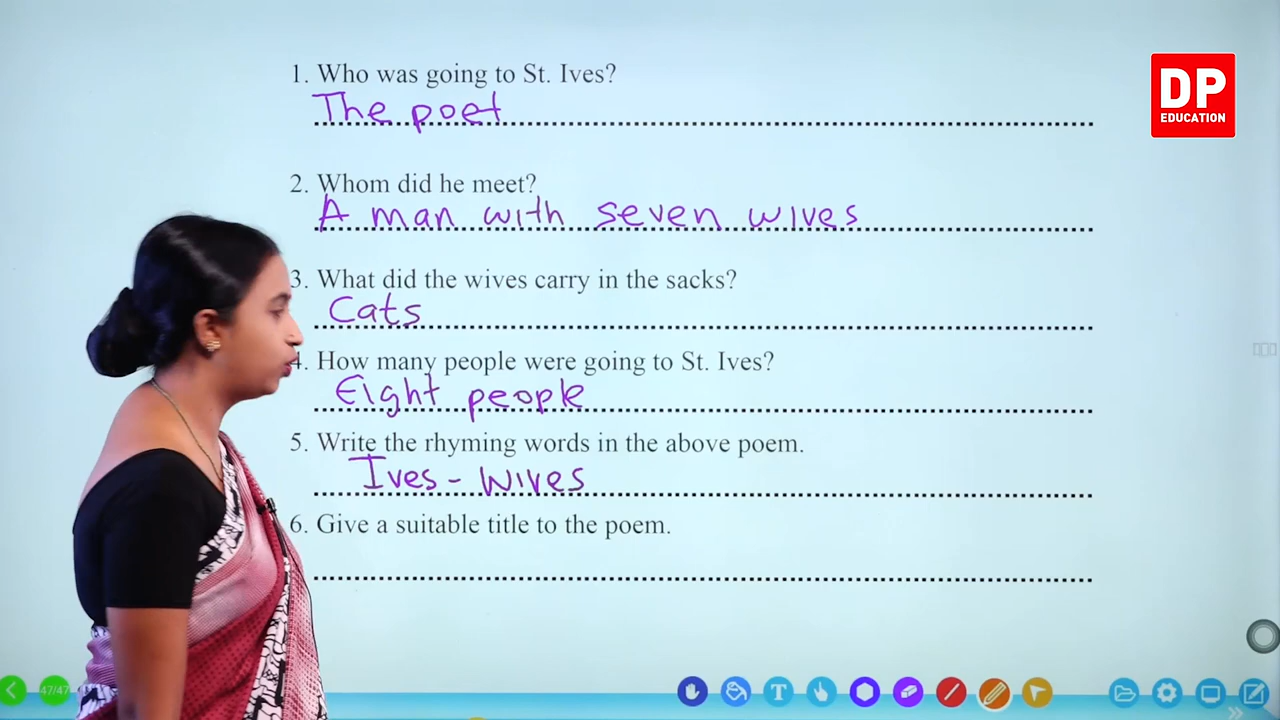 DP
EDUCATION
1. Who was going to St. Ives?
The poet
2. Whom did he meet?
A man with seven wives
3. What did the wives carry in the sacks?
Cats
4. How many people were going to St. Ives?
Eight people
5. Write the rhyming words in the above poem.
Ives - wives
6. Give a suitable title to the poem.
47/47
T